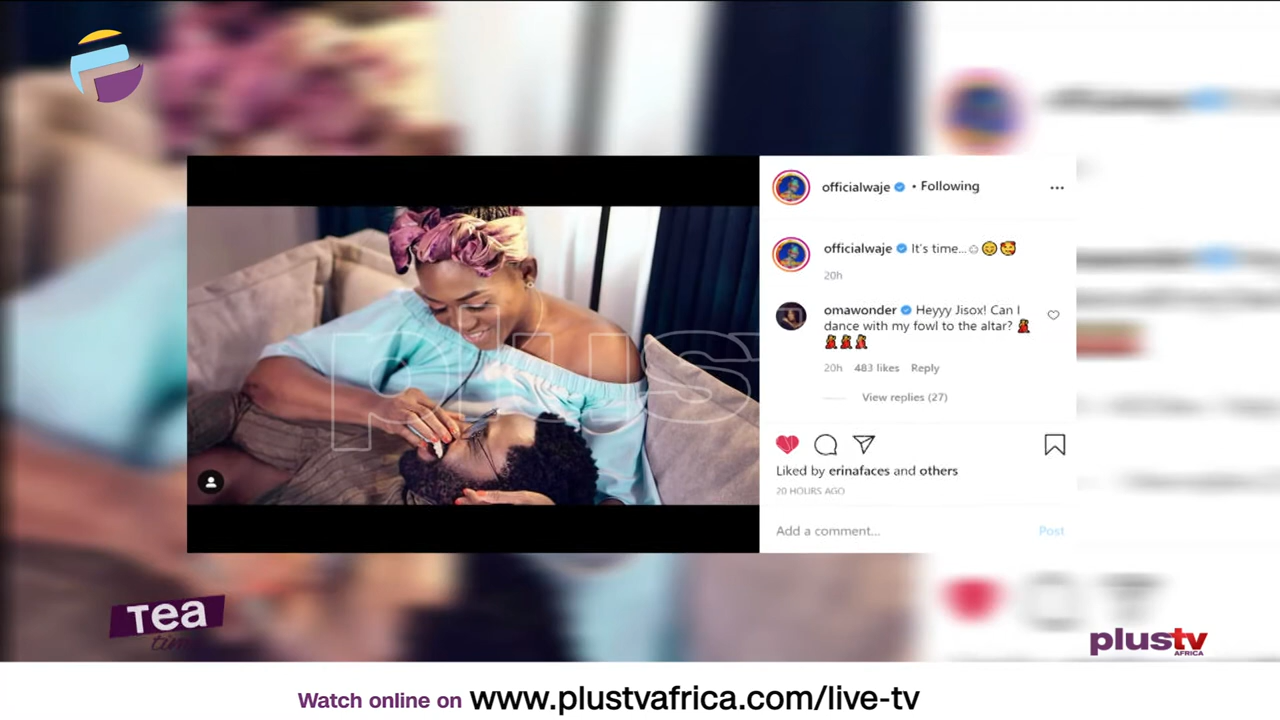 officialwaje • Following
officialwaje It's time...
20h
omawonder Heyyy Jisox! Can I
dance with my fowl to the altar?
20h 483 likes Reply
View replies (27)
Liked by erinafaces and others
20 HOURS AGO
Add a comment...
Post
plus
Tea
time
plustv
AFRICA
Watch online on www.plustvafrica.com/live-tv